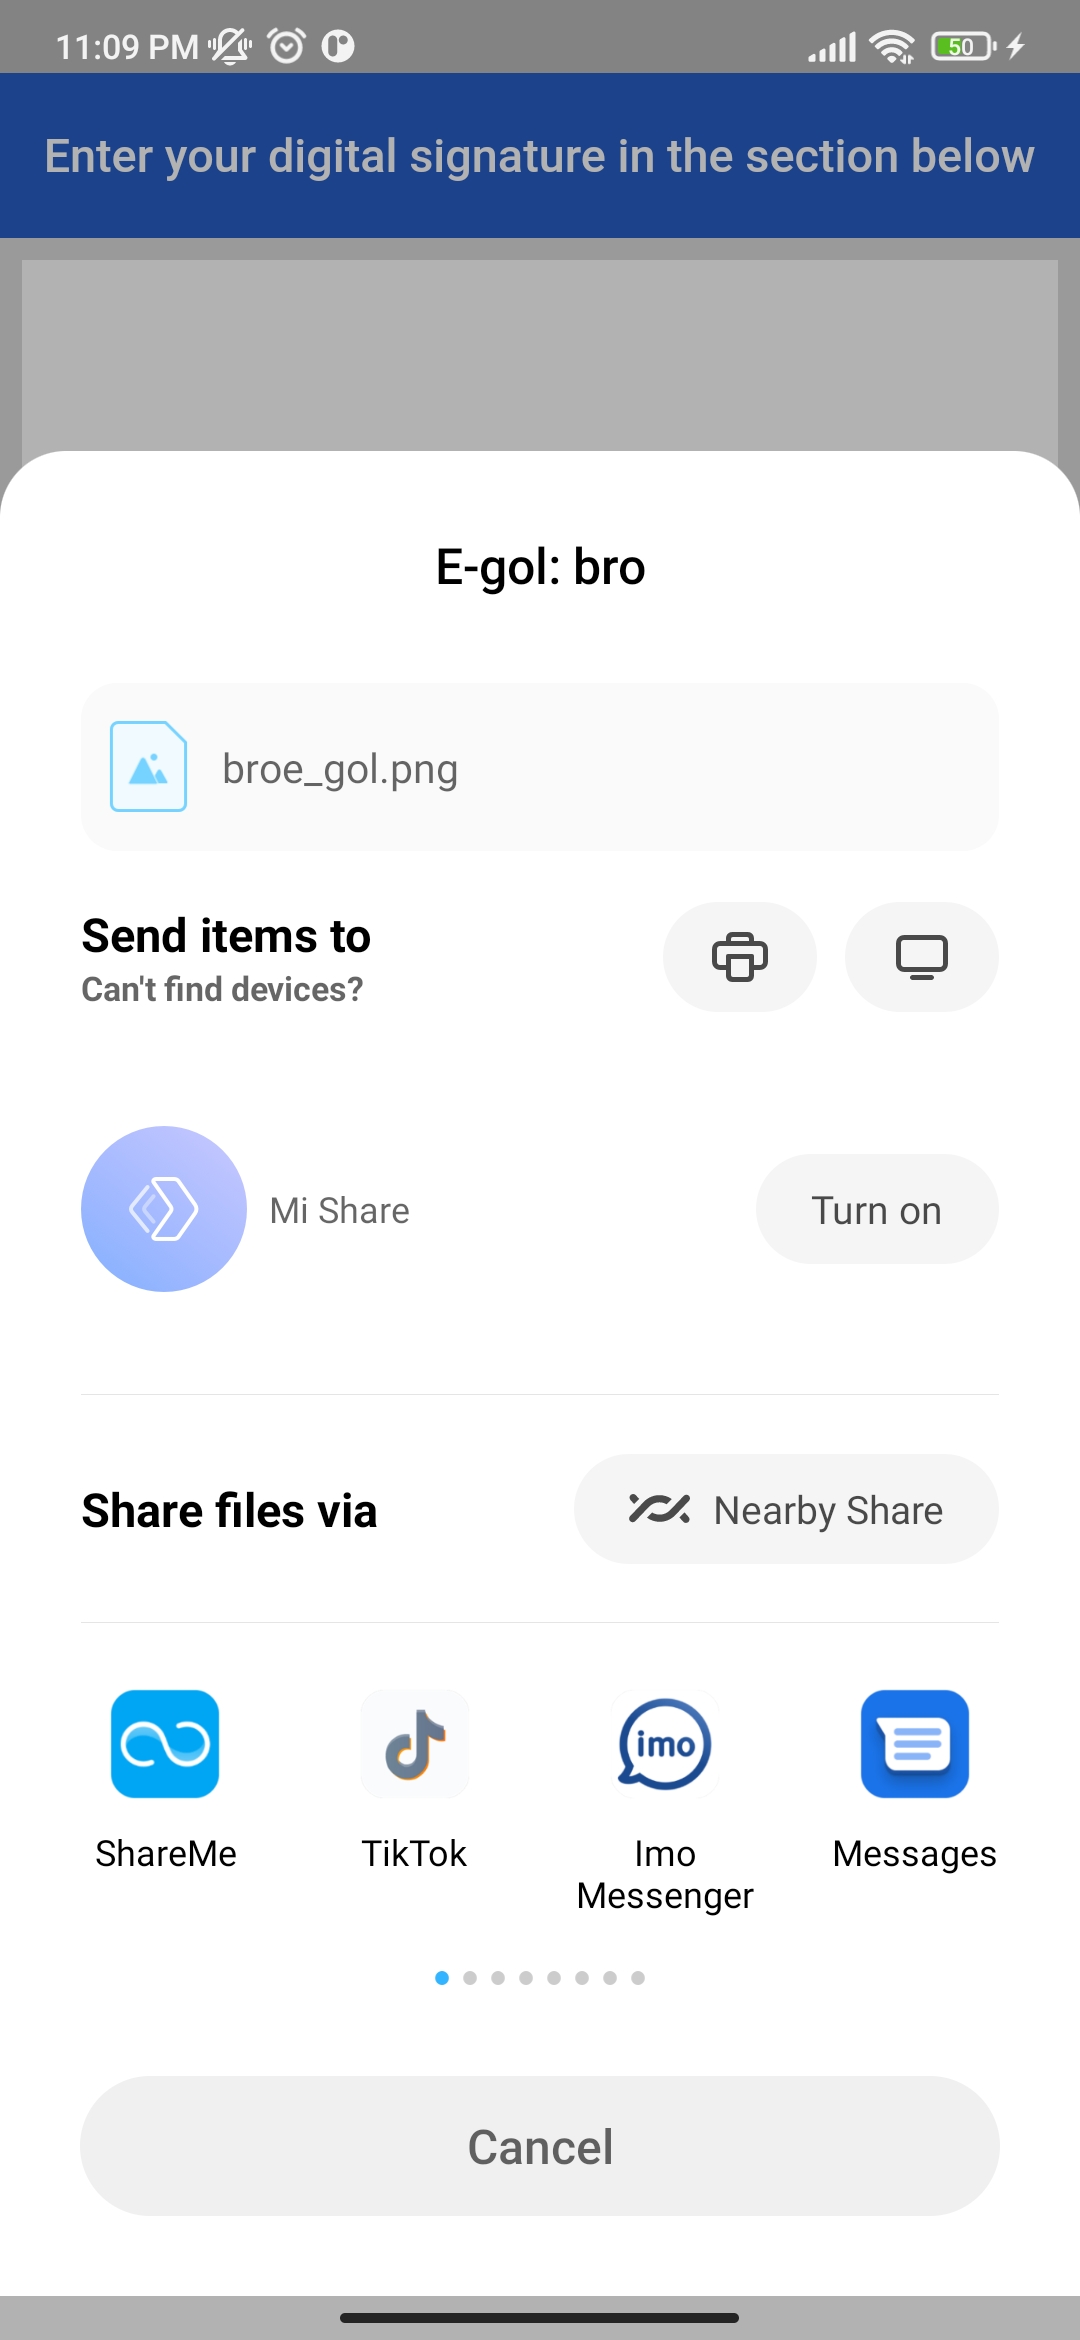 11:09 PM
50
Enter your digital signature in the section below
E-gol: bro
broe_gol.png
Send items to
Can't find devices?
Mi Share
Turn on
Share files via
Nearby Share
imo
ShareMe
TikTok
Imo
Messenger
Messages
Cancel